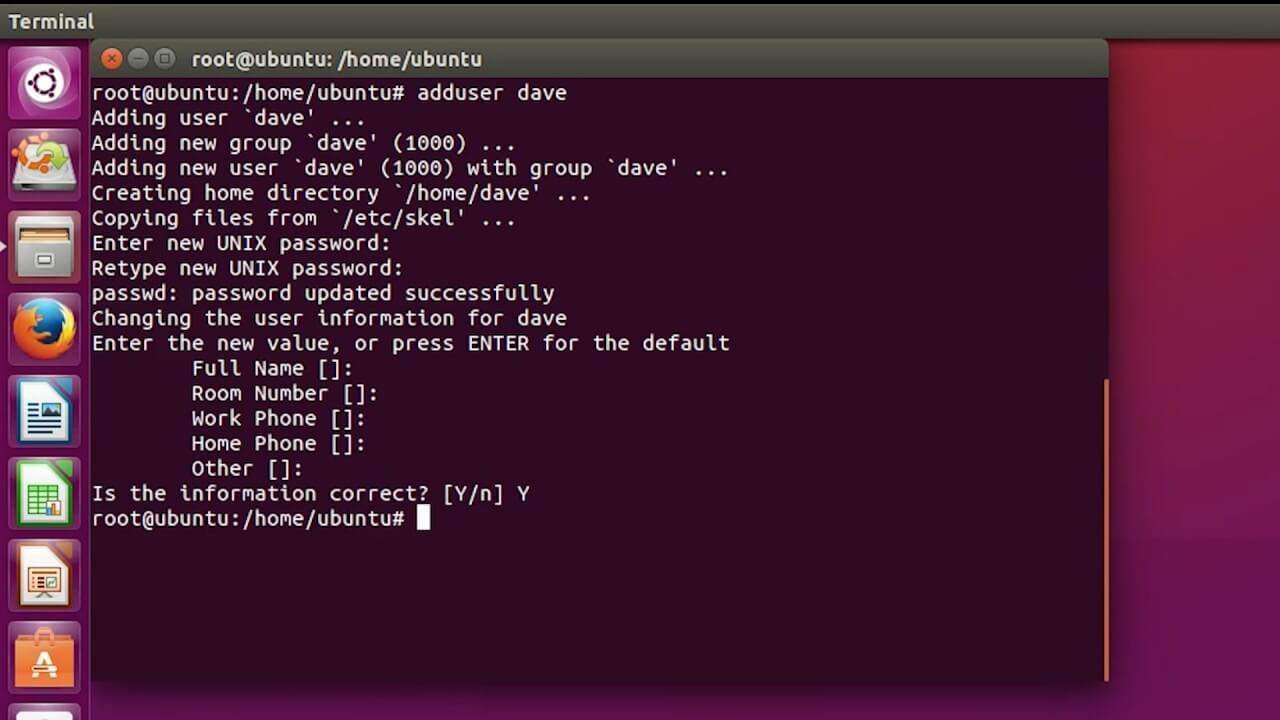 Terminal
root@ubuntu: /home/ubuntu
root@ubuntu:/home/ubuntu# adduser dave
Adding user `dave' ...
Adding new group `dave' (1000) ...
Adding new user `dave' (1000) with group `dave' ...
Creating home directory `/home/dave' ...
Copying files from `/etc/skel' ...
Enter new UNIX password:
Retype new UNIX password:
passwd: password updated successfully
Changing the user information for dave
Enter the new value, or press ENTER for the default
Full Name []:
Room Number []:
Work Phone []:
Home Phone []:
Other []:
Is the information correct? [Y/n] Y
root@ubuntu:/home/ubuntu#